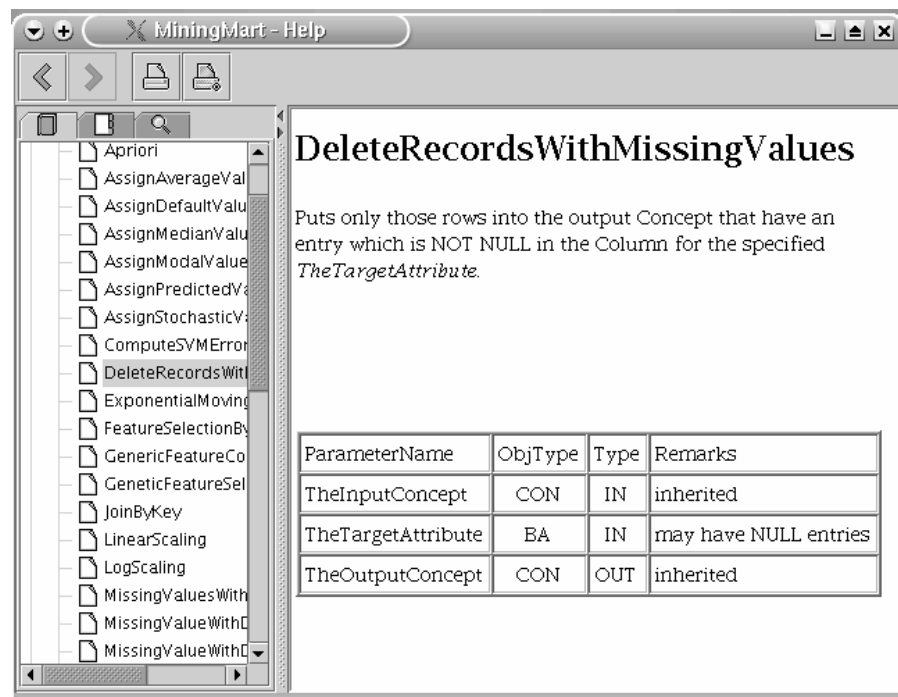 MiningMart - Help
Apriori
AssignAverageVal
AssignDefaultValu
AssignMedianValu
AssignModalValue
AssignPredictedVa
AssignStochasticVa
ComputeSVMError
DeleteRecordsWitl
ExponentialMoving
FeatureSelectionBy
GenericFeatureCo
GeneticFeatureSel
JoinByKey
LinearScaling
LogScaling
MissingValuesWith
MissingValueWithD
MissingValueWithD
DeleteRecordsWithMissingValues
Puts only those rows into the output Concept that have an
entry which is NOT NULL in the Column for the specified
TheTargetAttribute.
ParameterName ObjType Type Remarks
TheInputConcept CON IN inherited
TheTargetAttribute BA IN may have NULL entries
TheOutputConcept CON OUT inherited